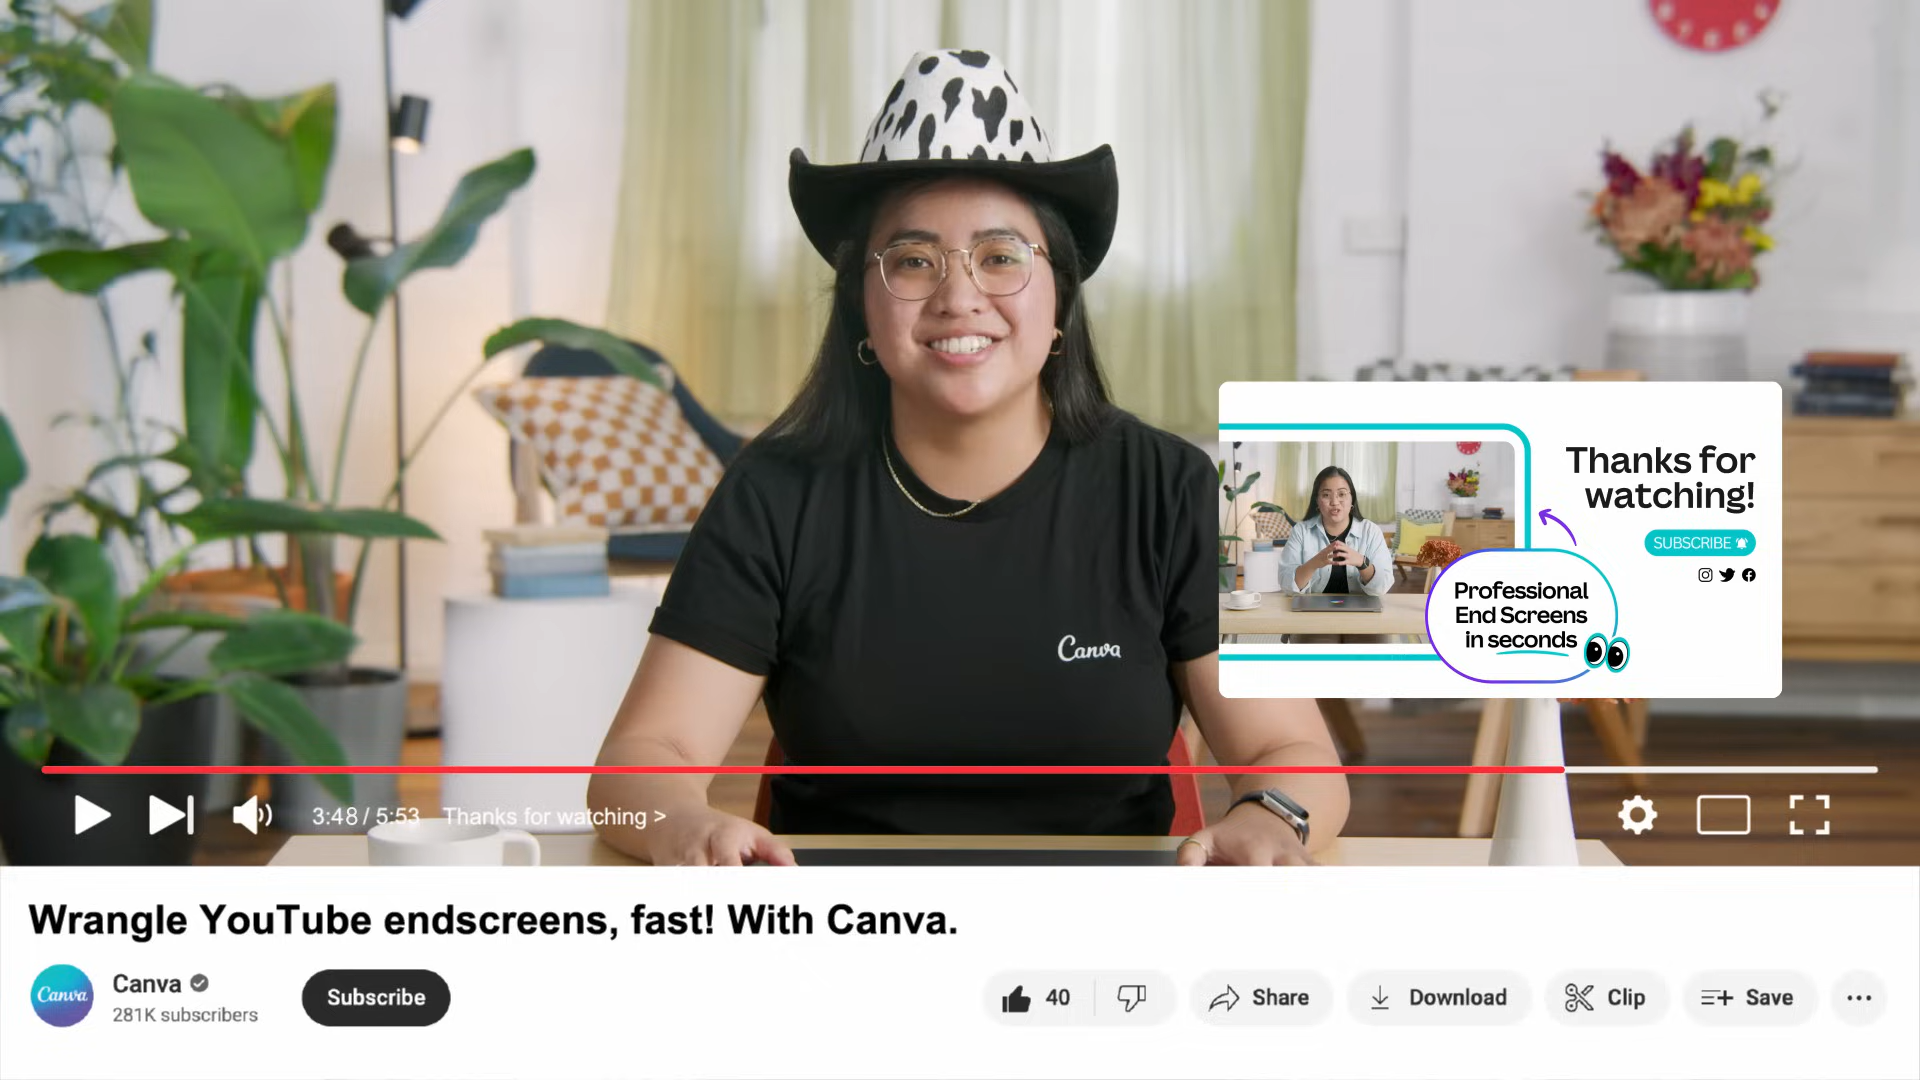 Canva
Thanks for
watching!
SUBSCRIBE
Professional
End Screens
in seconds
3:48 / 5:53 Thanks for watching >
Wrangle YouTube endscreens, fast! With Canva.
Canva
Canva
281K subscribers
Subscribe
40
Share
Download
Clip
Save